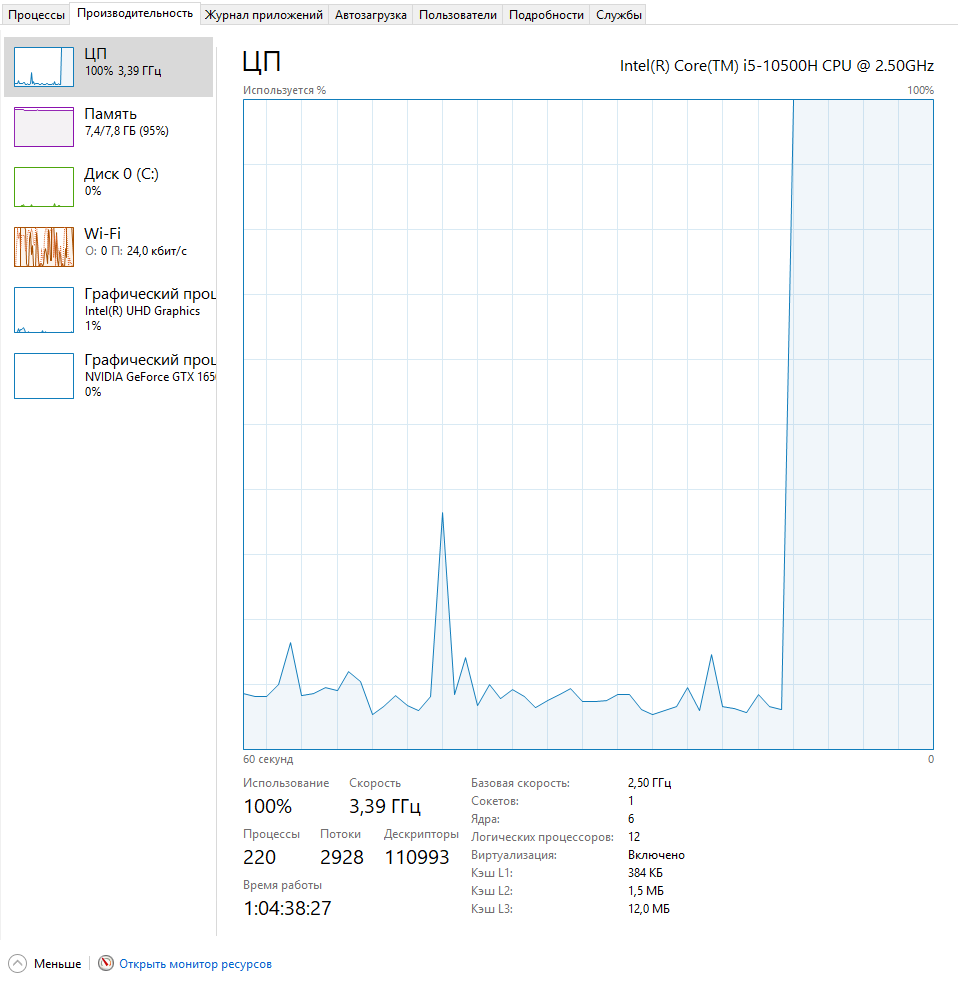 Процессы Производительность Журнал приложений Автозагрузка Пользователи Подробности Службы
ЦП
100% 3,39 ГГц
Память
7,4/7,8 ГБ (95%)
Диск 0 (C:)
0%
Wi-Fi
О: 0 П: 24,0 кбит/с
Графический проц
Intel(R) UHD Graphics
1%
Графический проц
NVIDIA GeForce GTX 165
0%
ЦП
Intel(R) Core(TM) i5-10500H CPU @ 2.50GHz
Используется %
100%
60 секунд
0
Использование Скорость
100% 3,39 ГГц
Процессы Потоки Дескрипторы
220 2928 110993
Время работы
1:04:38:27
Базовая скорость: 2,50 ГГц
Сокетов: 1
Ядра: 6
Логических процессоров: 12
Виртуализация: Включено
Кэш L1: 384 КБ
Кэш L2: 1,5 МБ
Кэш L3: 12,0 МБ
Меньше Открыть монитор ресурсов